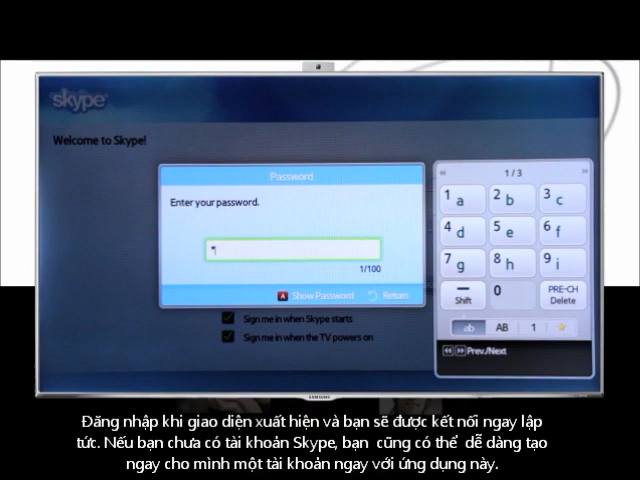 skype
Welcome to Skype!
Password
Enter your password.
*
1/100
A Show Password Return
Sign me in when Skype starts
Sign me in when the TV powers on
1 / 3
1 a 2 b 3 c
4 d 5 e 6 f
7 g 8 h 9 i
Shift 0 PRE-CH
Delete
ab AB 1
Prev./Next
SAMSUNG
Đăng nhập khi giao diện xuất hiện và bạn sẽ được kết nối ngay lập
tức. Nếu bạn chưa có tài khoản Skype, bạn cũng có thể dễ dàng tạo
ngay cho mình một tài khoản ngay với ứng dụng này.